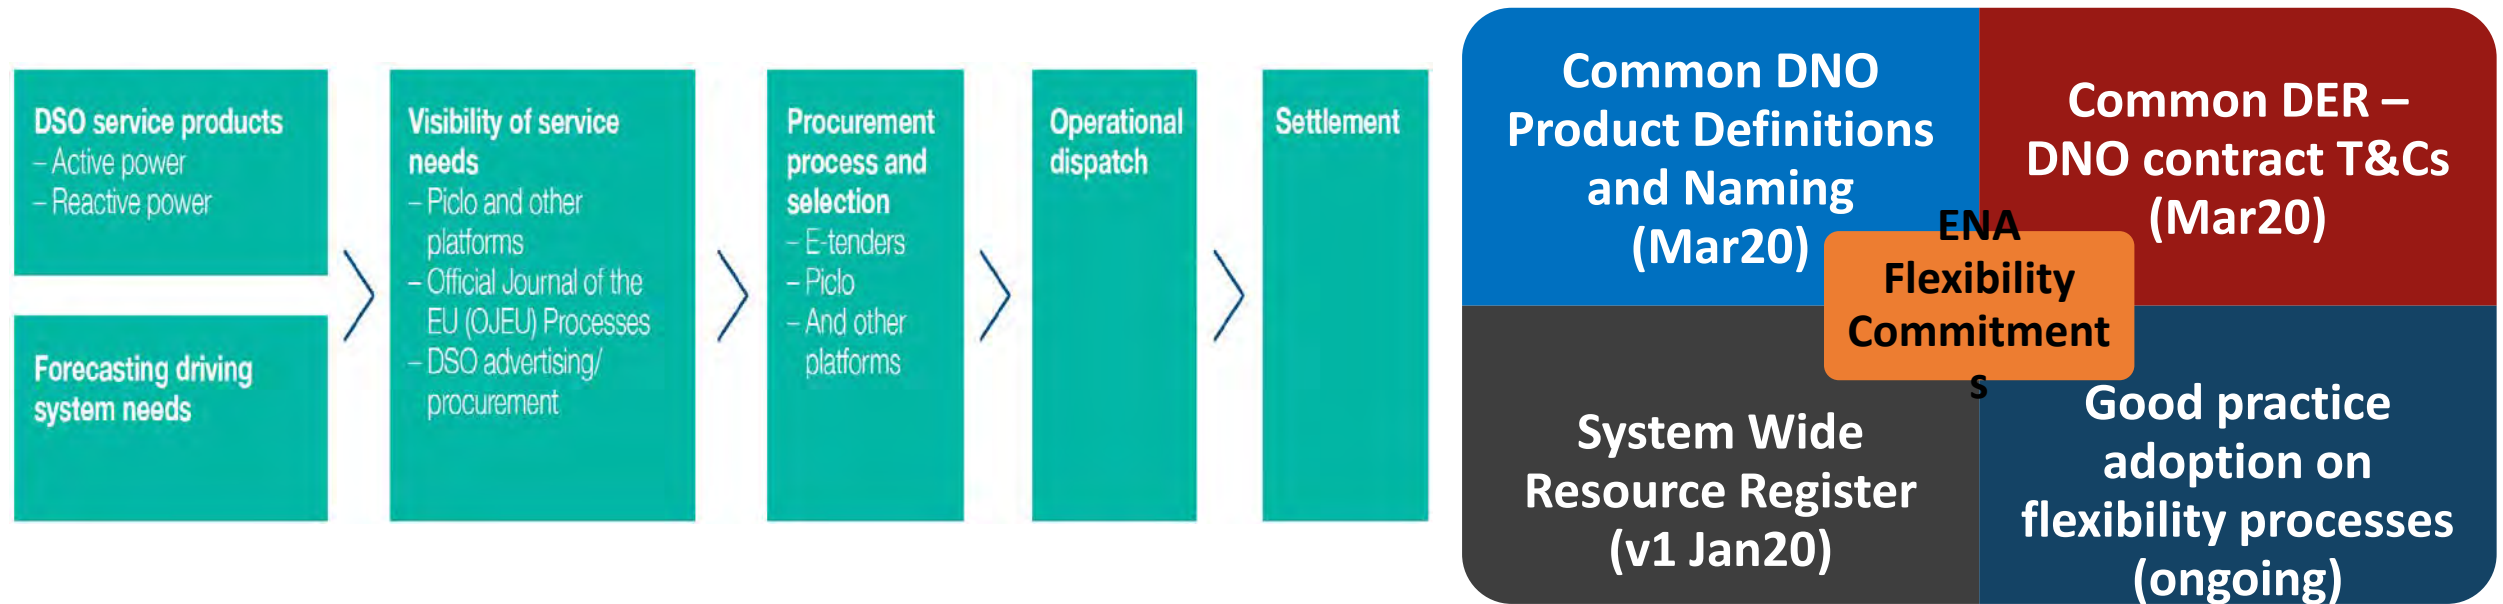 DSO service products
– Active power
– Reactive power
Forecasting driving
system needs
Visibility of service
needs
– Piclo and other
platforms
– Official Journal of the
EU (OJEU) Processes
– DSO advertising/
procurement
Procurement
process and
selection
– E-tenders
– Piclo
– And other
platforms
Operational
dispatch
Settlement
Common DNO
Product Definitions
and Naming
(Mar20)
Common DER –
DNO contract T&Cs
(Mar20)
ENA
Flexibility
Commitment
s
System Wide
Resource Register
(v1 Jan20)
Good practice
adoption on
flexibility processes
(ongoing)